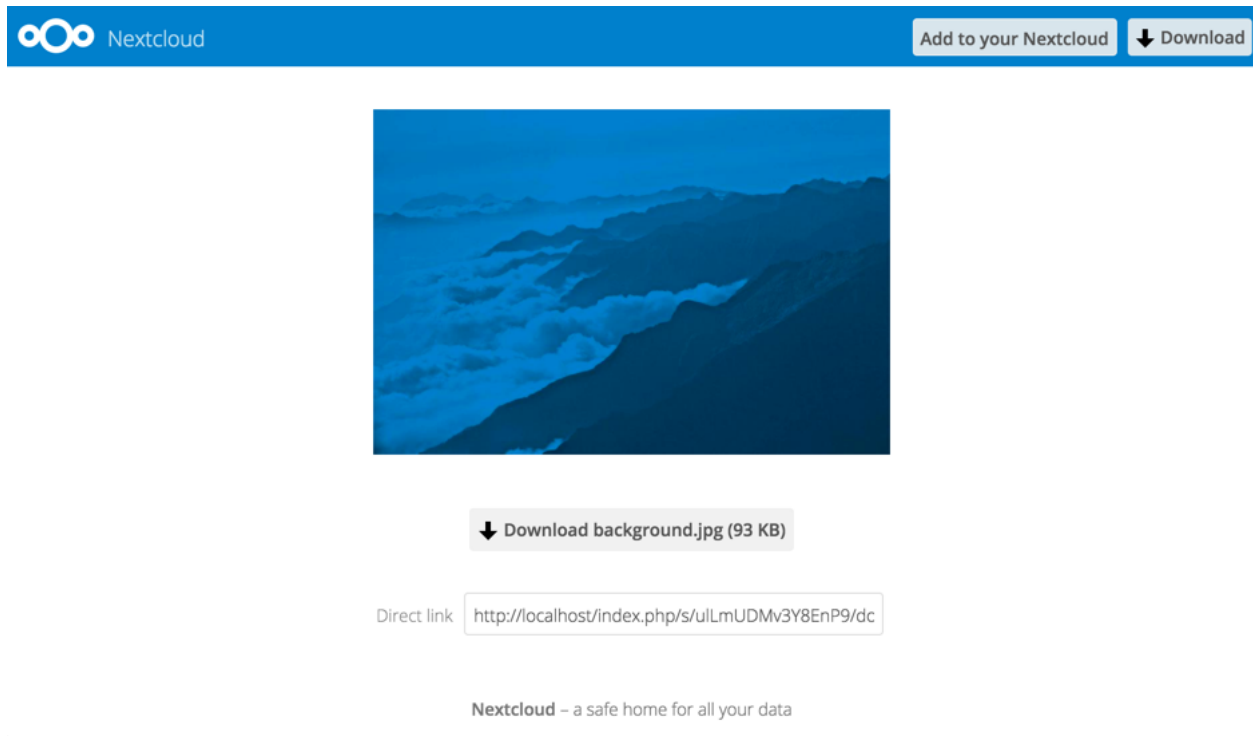 Nextcloud
Add to your Nextcloud
Download
Download background.jpg (93 KB)
Direct link
http://localhost/index.php/s/ulLmUDMv3Y8EnP9/dc
Nextcloud – a safe home for all your data